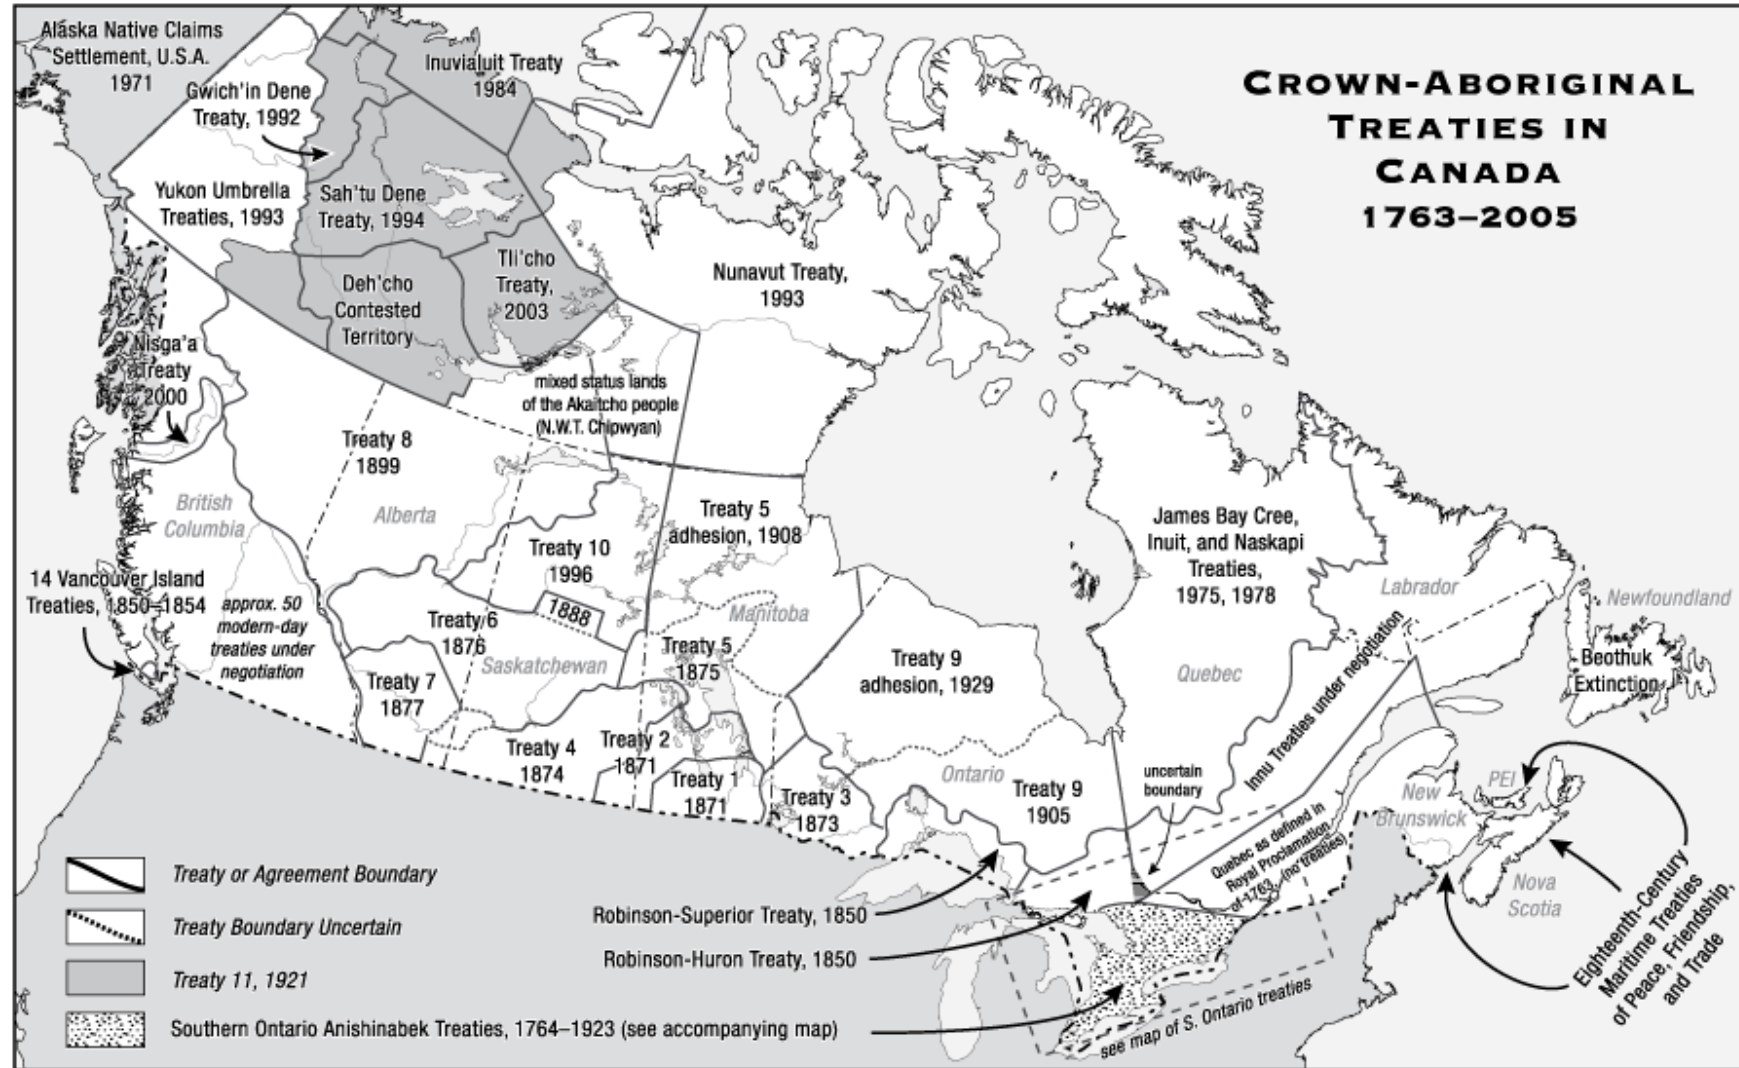 Alaska Native Claims
Settlement, U.S.A.
1971
Gwich'in Dene
Treaty, 1992
Inuvialuit Treaty
1984
CROWN-ABORIGINAL
TREATIES IN
CANADA
1763–2005
Yukon Umbrella
Treaties, 1993
Sah'tu Dene
Treaty, 1994
Deh'cho
Contested
Territory
Tli'cho
Treaty,
2003
Nunavut Treaty,
1993
Nisga'a
Treaty
2000
mixed status lands
of the Akaitcho people
(N.W.T. Chipwyan)
Treaty 8
1899
British
Columbia
Alberta
Treaty 5
adhesion, 1908
Treaty 10
1996
1888
James Bay Cree,
Inuit, and Naskapi
Treaties,
1975, 1978
Labrador
Newfoundland
14 Vancouver Island
Treaties, 1850–1854
approx. 50
modern-day
treaties under
negotiation
Manitoba
Treaty 6
1876
Saskatchewan
Treaty 5
1875
Treaty 7
1877
Treaty 9
adhesion, 1929
Quebec
Innu Treaties under negotiation
Beothuk
Extinction
Treaty 4
1874
Treaty 2
1871
Treaty 1
1871
Treaty 3
1873
Ontario
Treaty 9
1905
uncertain
boundary
Quebec as defined in
Royal Proclamation
of 1763, (no treaties)
PEI
New
Brunswick
Nova
Scotia
Eighteenth-Century
Maritime Treaties
of Peace, Friendship,
and Trade
Treaty or Agreement Boundary
Treaty Boundary Uncertain
Treaty 11, 1921
Southern Ontario Anishinabek Treaties, 1764–1923 (see accompanying map)
Robinson-Superior Treaty, 1850
Robinson-Huron Treaty, 1850
see map of S. Ontario treaties